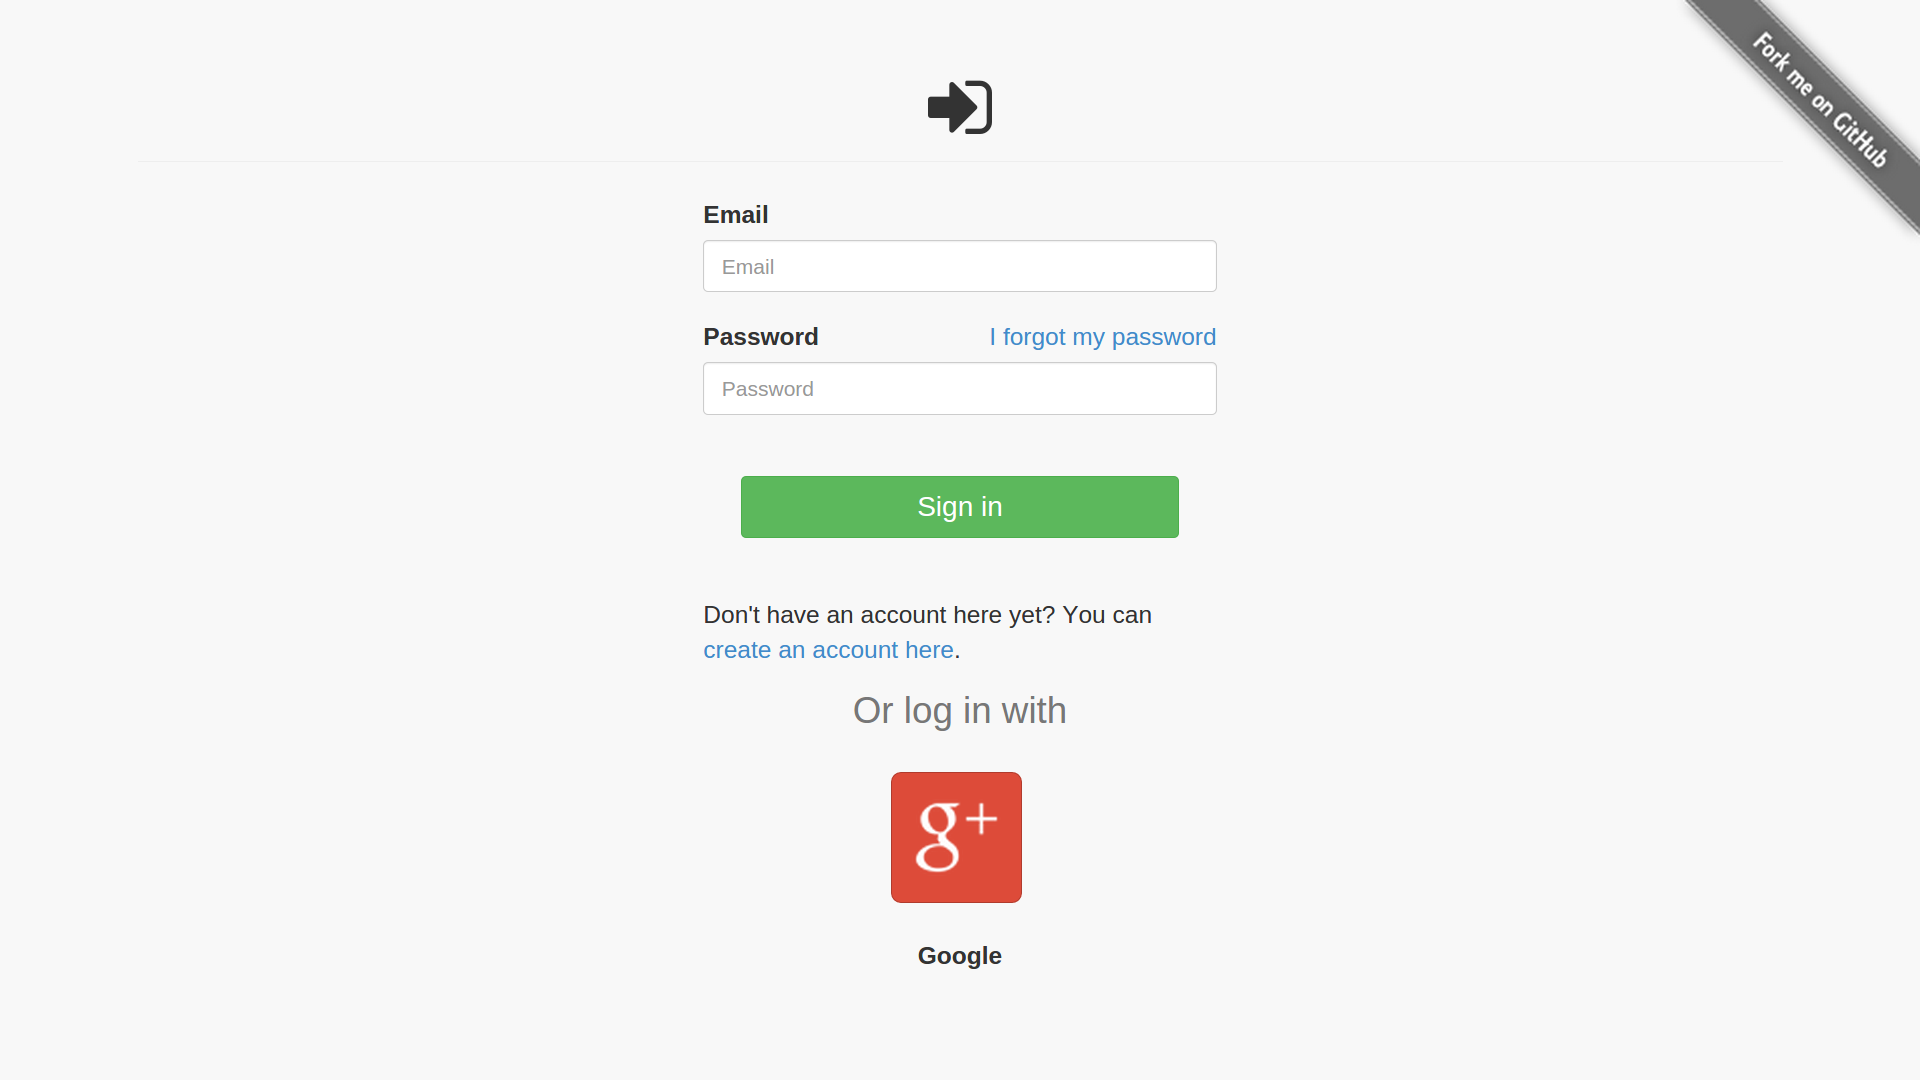 Fork me on GitHub
Email
Email
Password
I forgot my password
Password
Sign in
Don't have an account here yet? You can
create an account here.
Or log in with
g+
Google